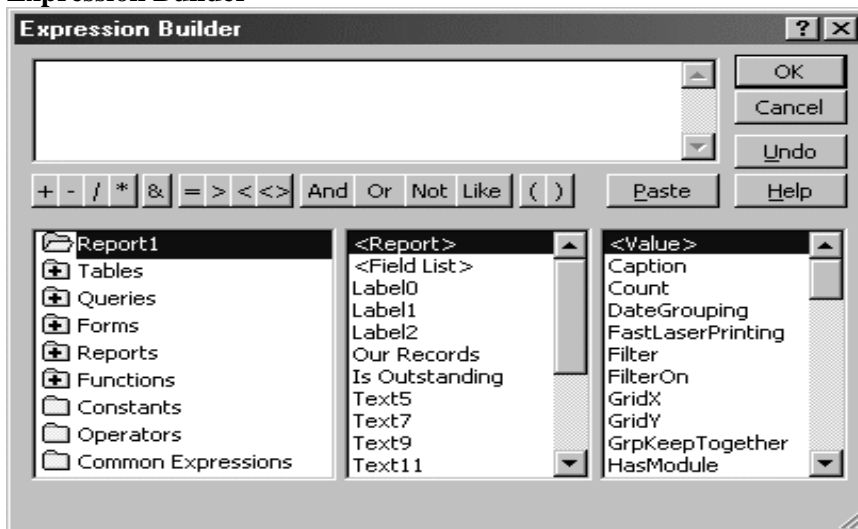 Expression Builder
Expression Builder
OK
Cancel
Undo
+ - / * & = > < <> And Or Not Like ( ) Paste Help
Report1
Tables
Queries
Forms
Reports
Functions
Constants
Operators
Common Expressions
<Report>
<Field List>
Label0
Label1
Label2
Our Records
Is Outstanding
Text5
Text7
Text9
Text11
<Value>
Caption
Count
DateGrouping
FastLaserPrinting
Filter
FilterOn
GridX
GridY
GrpKeepTogether
HasModule